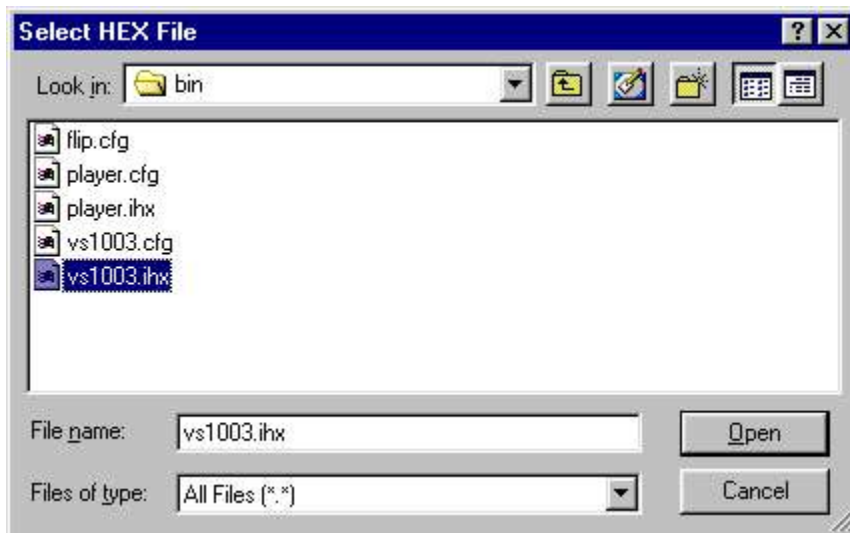 Select HEX File
Look in: bin
flip.cfg
player.cfg
player.ihx
vs1003.cfg
vs1003.ihx
File name: vs1003.ihx Open
Files of type: All Files (*.*) Cancel